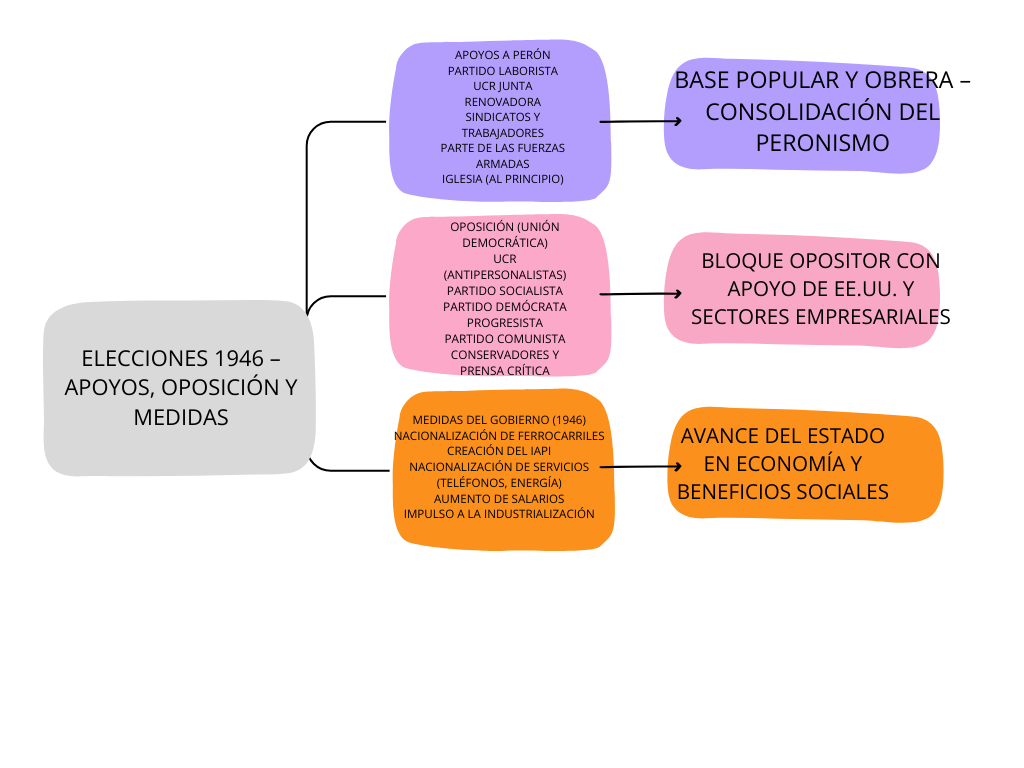 ELECCIONES 1946 –
APOYOS, OPOSICIÓN Y
MEDIDAS
APOYOS A PERÓN
PARTIDO LABORISTA
UCR JUNTA
RENOVADORA
SINDICATOS Y
TRABAJADORES
PARTE DE LAS FUERZAS
ARMADAS
IGLESIA (AL PRINCIPIO)
BASE POPULAR Y OBRERA –
CONSOLIDACIÓN DEL
PERONISMO
OPOSICIÓN (UNIÓN
DEMOCRÁTICA)
UCR
(ANTIPERSONALISTAS)
PARTIDO SOCIALISTA
PARTIDO DEMÓCRATA
PROGRESISTA
PARTIDO COMUNISTA
CONSERVADORES Y
PRENSA CRÍTICA
BLOQUE OPOSITOR CON
APOYO DE EE.UU. Y
SECTORES EMPRESARIALES
MEDIDAS DEL GOBIERNO (1946)
NACIONALIZACIÓN DE FERROCARRILES
CREACIÓN DEL IAPI
NACIONALIZACIÓN DE SERVICIOS
(TELÉFONOS, ENERGÍA)
AUMENTO DE SALARIOS
IMPULSO A LA INDUSTRIALIZACIÓN
AVANCE DEL ESTADO
EN ECONOMÍA Y
BENEFICIOS SOCIALES